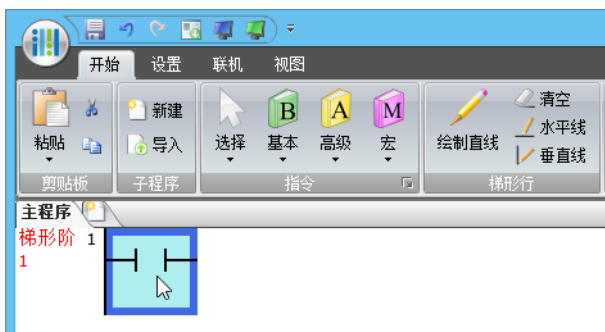 开始 设置 联机 视图
粘贴 新建 导入 选择 B 基本 A 高级 M 宏 绘制直线 清空 水平线 垂直线
剪贴板 子程序 指令 梯形行
主程序
梯形阶 1
1